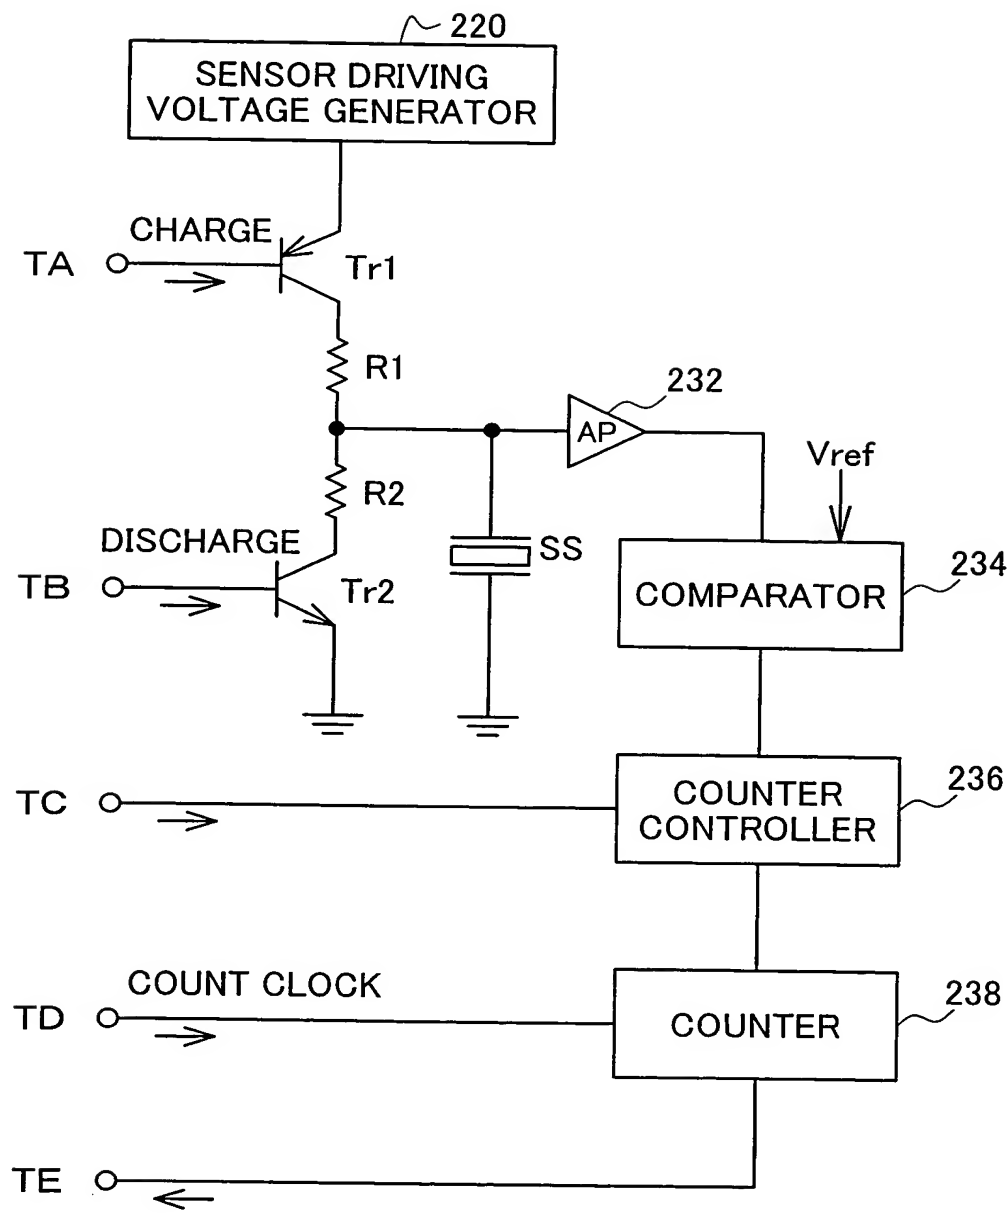 220
SENSOR DRIVING
VOLTAGE GENERATOR
CHARGE
TA
Tr1
R1
232
AP
Vref
R2
DISCHARGE
SS
TB
Tr2
COMPARATOR
234
TC
COUNTER
CONTROLLER
236
COUNT CLOCK
TD
COUNTER
238
TE